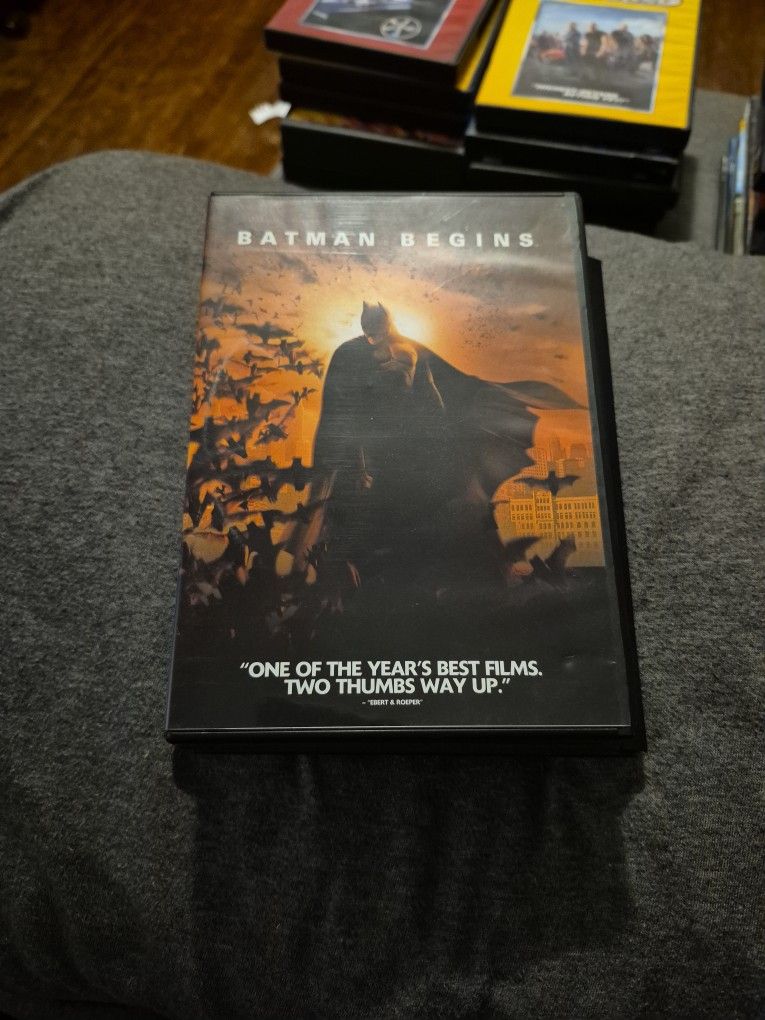 BATMAN BEGINS
"ONE OF THE YEAR'S BEST FILMS.
TWO THUMBS WAY UP."
– "EBERT & ROEPER"